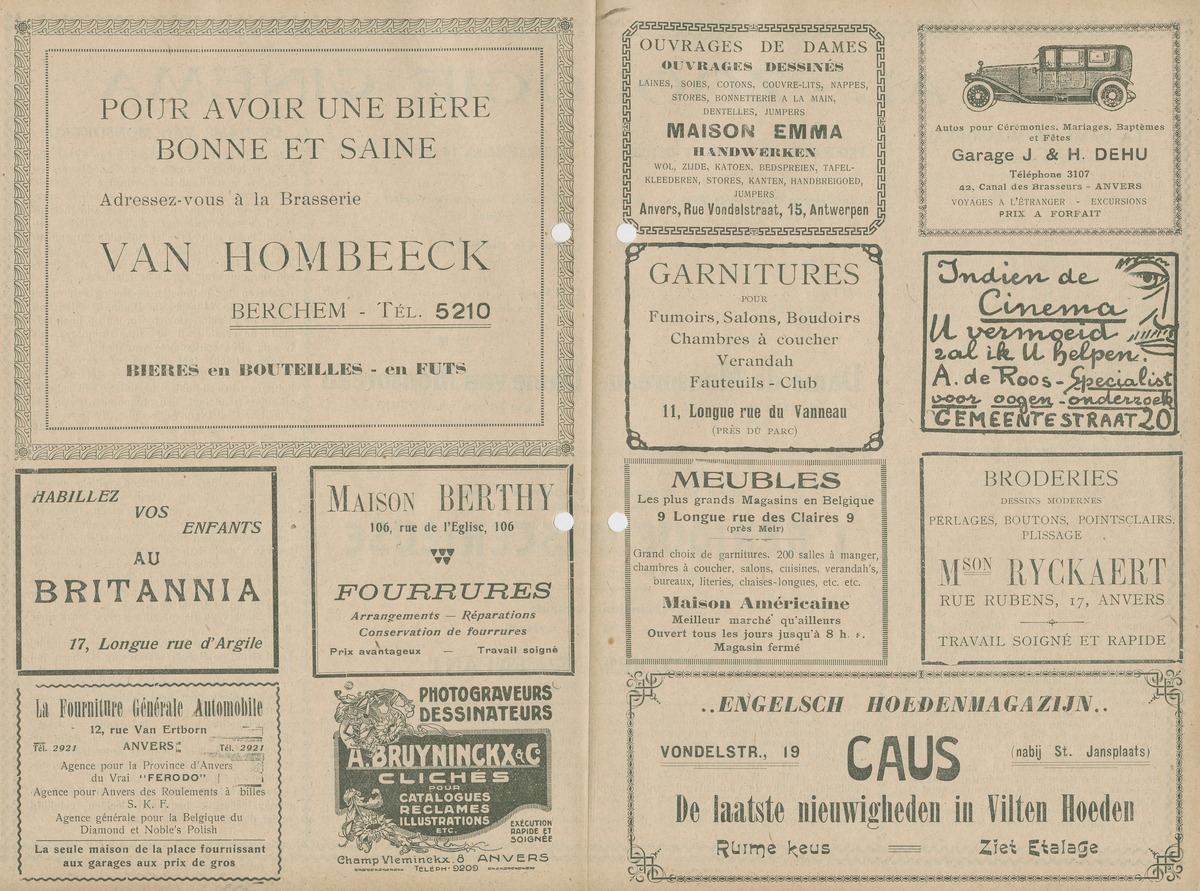 POUR AVOIR UNE BIÈRE
BONNE ET SAINE
Adressez-vous à la Brasserie
VAN HOMBEECK
BERCHEM - TÉL. 5210
BIERES en BOUTEILLES - en FUTS
HABILLEZ
VOS
ENFANTS
AU
BRITANNIA
17, Longue rue d'Argile
MAISON BERTHY
106, rue de l'Eglise, 106
FOURRURES
Arrangements — Réparations
Conservation de fourrures
Prix avantageux — Travail soigné
La Fourniture Générale Automobile
12, rue Van Ertborn
Tél. 2921 ANVERS Tél. 2921
Agence pour la Province d'Anvers
du Vrai "FERODO"
Agence pour Anvers des Roulements à billes
S. K. F.
Agence générale pour la Belgique du
Diamond et Noble's Polish
La seule maison de la place fournissant
aux garages aux prix de gros
PHOTOGRAVEURS
DESSINATEURS
A. BRUYNINCKX & Co
CLICHÉS
POUR
CATALOGUES
RECLAMES
ILLUSTRATIONS
ETC.
EXÉCUTION
RAPIDE ET
SOIGNÉE
Champ Vleminckx. 8 ANVERS
TELÉPH. 9209
OUVRAGES DE DAMES
OUVRAGES DESSINÉS
LAINES, SOIES, COTONS, COUVRE-LITS, NAPPES,
STORES, BONNETTERIE A LA MAIN,
DENTELLES, JUMPERS
MAISON EMMA
HANDWERKEN
WOL, ZIJDE, KATOEN, BEDSPREIEN, TAFEL-
KLEEDEREN, STORES, KANTEN, HANDBREIGOED,
JUMPERS
Anvers, Rue Vondelstraat, 15, Antwerpen
Autos pour Cérémonies, Mariages, Baptêmes
et Fêtes
Garage J. & H. DEHU
Téléphone 3107
42, Canal des Brasseurs - ANVERS
VOYAGES A L'ÉTRANGER - EXCURSIONS
PRIX A FORFAIT
GARNITURES
POUR
Fumoirs, Salons, Boudoirs
Chambres à coucher
Verandah
Fauteuils - Club
11, Longue rue du Vanneau
(PRÈS DU PARC)
Indien de
Cinema
U vermoeid
zal ik U helpen.
A. de Roos - Specialist
voor oogen - onderzoek
GEMEENTESTRAAT 20
MEUBLES
Les plus grands Magasins en Belgique
9 Longue rue des Claires 9
(près Meir)
Grand choix de garnitures. 200 salles à manger,
chambres à coucher, salons, cuisines, verandah's,
bureaux, literies, chaises-longues, etc. etc.
Maison Américaine
Meilleur marché qu'ailleurs
Ouvert tous les jours jusqu'à 8 h. s.
Magasin fermé
BRODERIES
DESSINS MODERNES
PERLAGES, BOUTONS, POINTSCLAIRS,
PLISSAGE
MSON RYCKAERT
RUE RUBENS, 17, ANVERS
TRAVAIL SOIGNÉ ET RAPIDE
..ENGELSCH HOEDENMAGAZIJN..
VONDELSTR., 19 CAUS (nabij St. Jansplaats)
De laatste nieuwigheden in Vilten Hoeden
Ruime keus Ziet Etalage